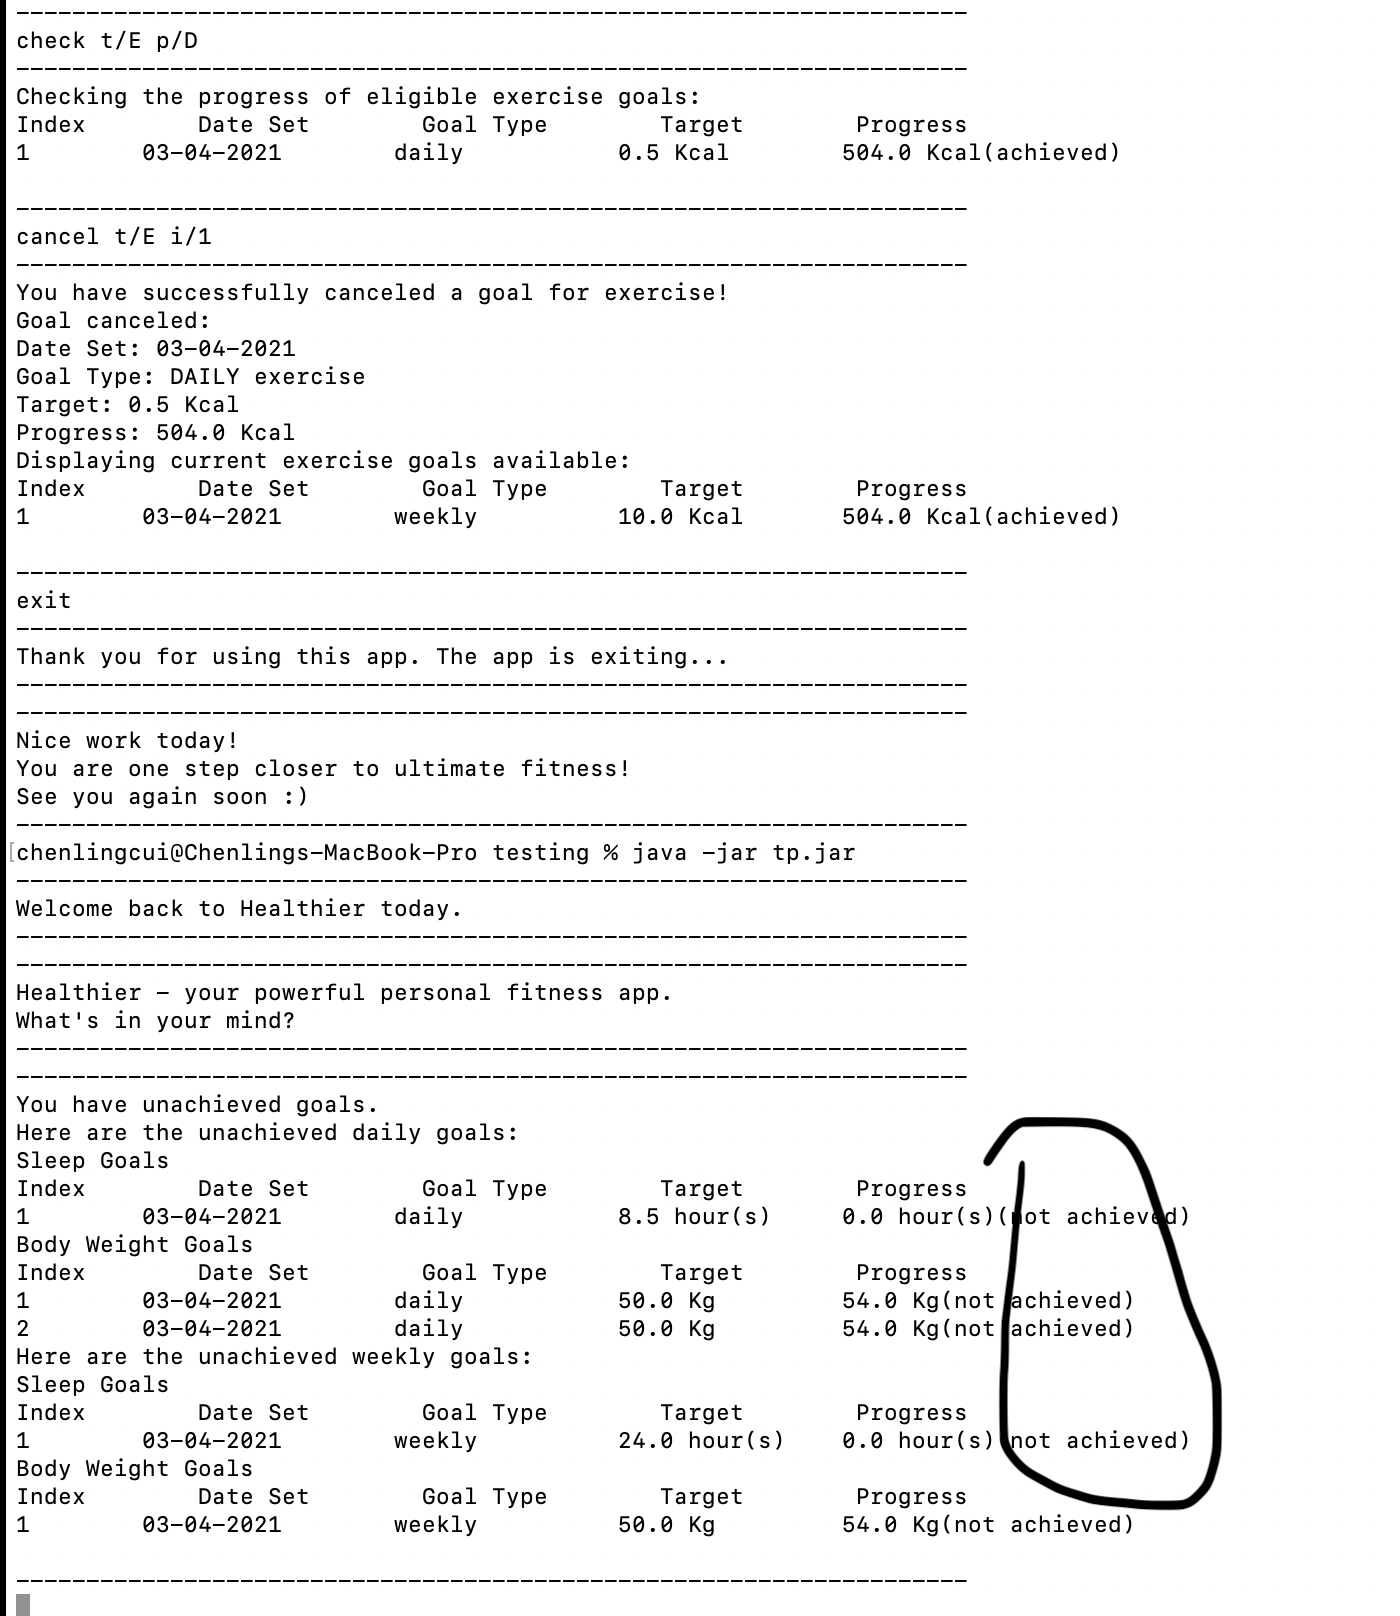 check t/E p/D
Checking the progress of eligible exercise goals:
Index        Date Set        Goal Type        Target        Progress
1        03-04-2021        daily           0.5 Kcal        504.0 Kcal(achieved)
cancel t/E i/1
You have successfully canceled a goal for exercise!
Goal canceled:
Date Set: 03-04-2021
Goal Type: DAILY exercise
Target: 0.5 Kcal
Progress: 504.0 Kcal
Displaying current exercise goals available:
Index        Date Set        Goal Type        Target        Progress
1        03-04-2021        weekly          10.0 Kcal       504.0 Kcal(achieved)
exit
Thank you for using this app. The app is exiting...
Nice work today!
You are one step closer to ultimate fitness!
See you again soon :)
[chenlingcui@Chenlings-MacBook-Pro testing % java -jar tp.jar
Welcome back to Healthier today.
Healthier - your powerful personal fitness app.
What's in your mind?
You have unachieved goals.
Here are the unachieved daily goals:
Sleep Goals
Index        Date Set        Goal Type        Target        Progress
1        03-04-2021        daily           8.5 hour(s)     0.0 hour(s)(not achieved)
Body Weight Goals
Index        Date Set        Goal Type        Target        Progress
1        03-04-2021        daily           50.0 Kg         54.0 Kg(not achieved)
2        03-04-2021        daily           50.0 Kg         54.0 Kg(not achieved)
Here are the unachieved weekly goals:
Sleep Goals
Index        Date Set        Goal Type        Target        Progress
1        03-04-2021        weekly          24.0 hour(s)    0.0 hour(s)(not achieved)
Body Weight Goals
Index        Date Set        Goal Type        Target        Progress
1        03-04-2021        weekly          50.0 Kg         54.0 Kg(not achieved)